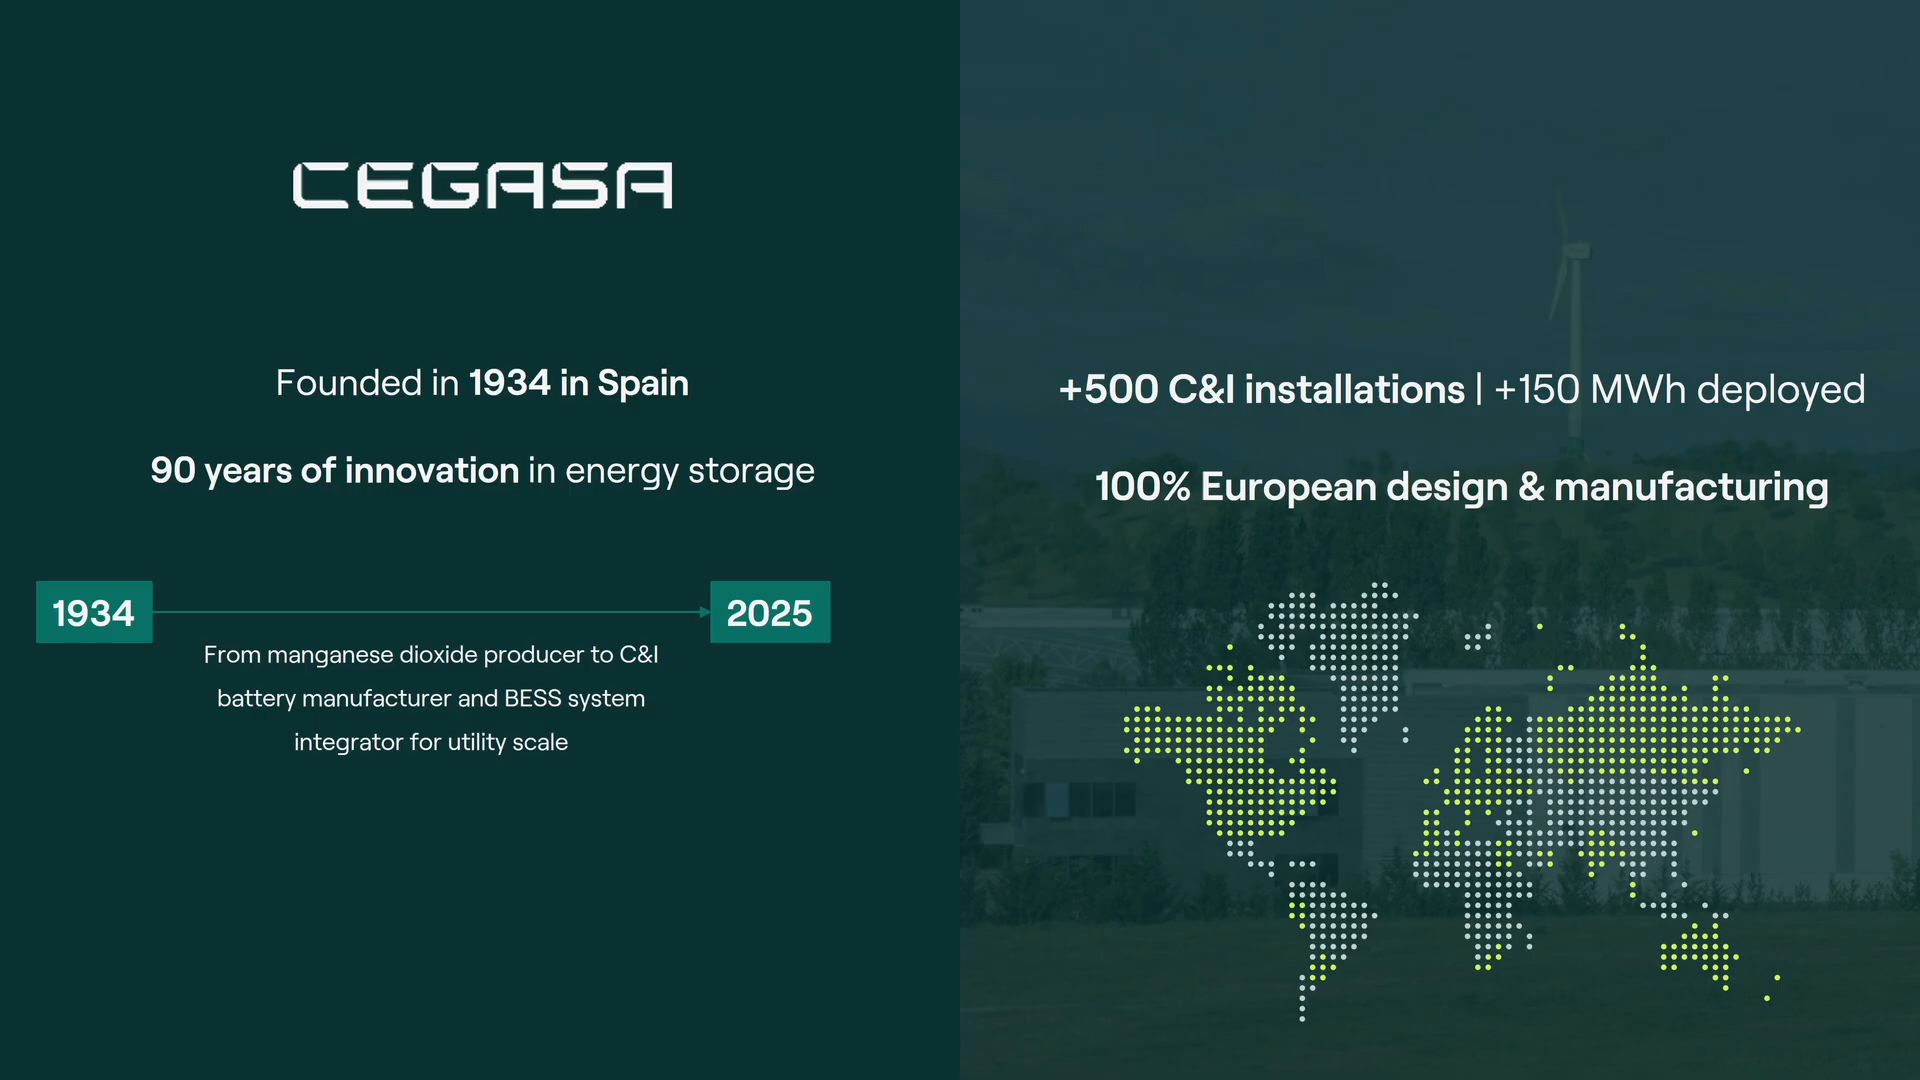 CEGASA
Founded in 1934 in Spain
90 years of innovation in energy storage
1934
2025
From manganese dioxide producer to C&I
battery manufacturer and BESS system
integrator for utility scale
+500 C&I installations | +150 MWh deployed
100% European design & manufacturing